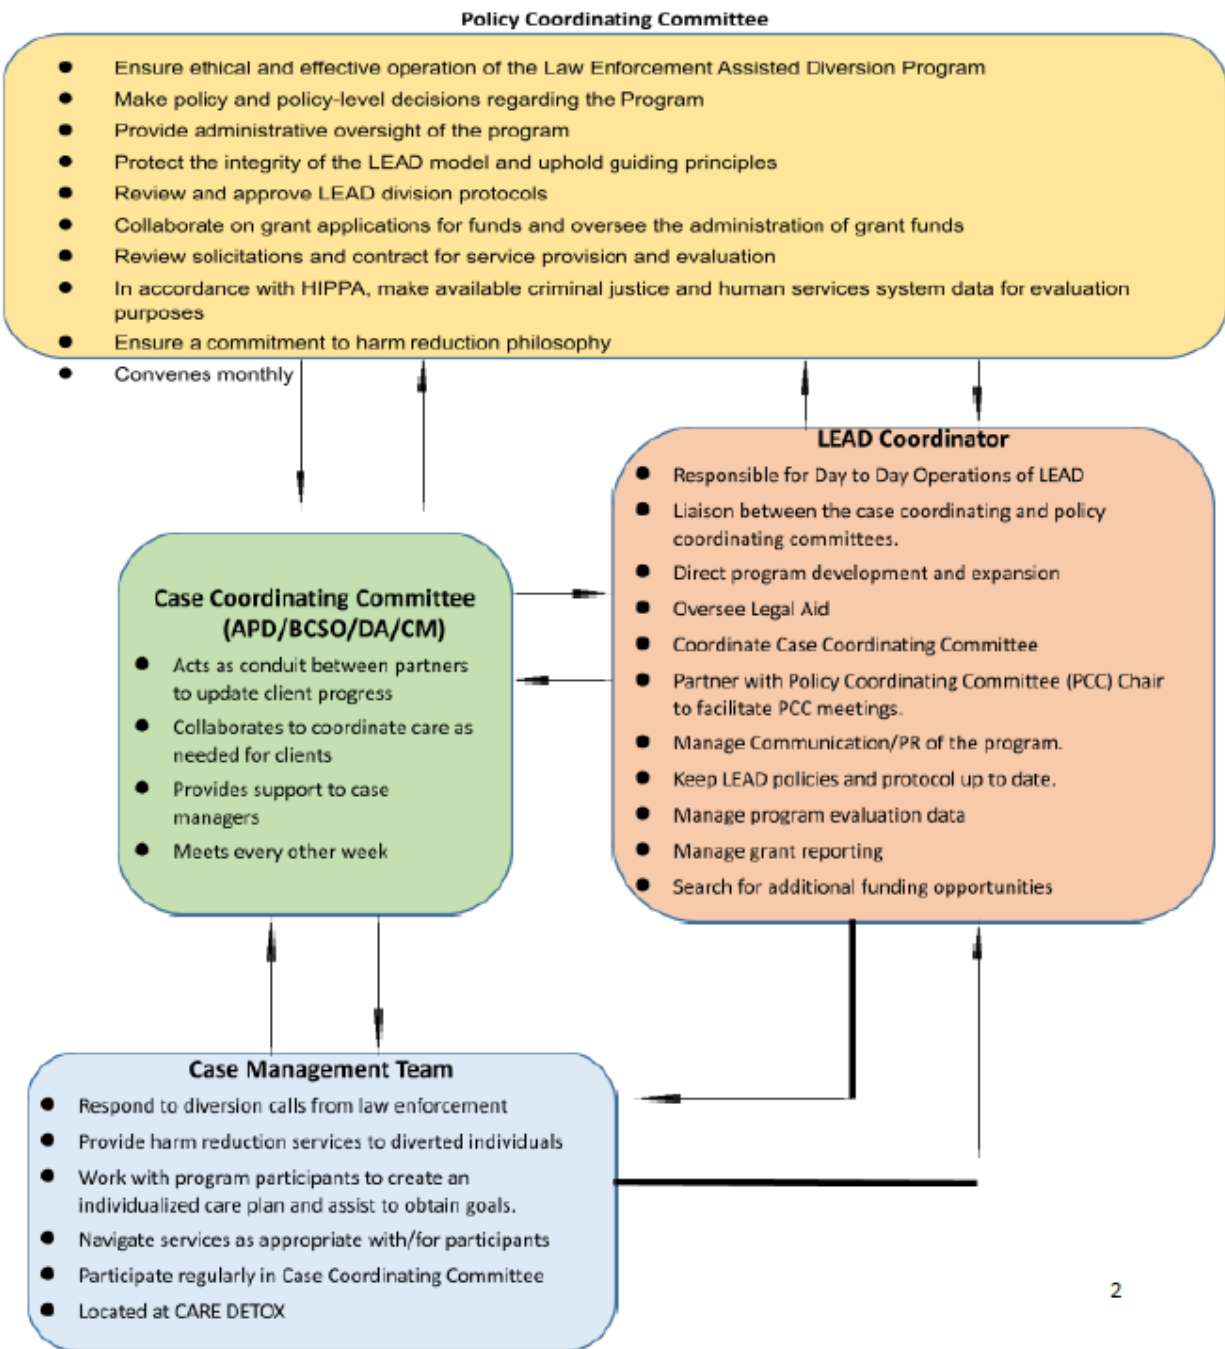 Policy Coordinating Committee
● Ensure ethical and effective operation of the Law Enforcement Assisted Diversion Program
● Make policy and policy-level decisions regarding the Program
● Provide administrative oversight of the program
● Protect the integrity of the LEAD model and uphold guiding principles
● Review and approve LEAD division protocols
● Collaborate on grant applications for funds and oversee the administration of grant funds
● Review solicitations and contract for service provision and evaluation
● In accordance with HIPPA, make available criminal justice and human services system data for evaluation
purposes
● Ensure a commitment to harm reduction philosophy
● Convenes monthly
LEAD Coordinator
● Responsible for Day to Day Operations of LEAD
● Liaison between the case coordinating and policy
coordinating committees.
● Direct program development and expansion
● Oversee Legal Aid
● Coordinate Case Coordinating Committee
● Partner with Policy Coordinating Committee (PCC) Chair
to facilitate PCC meetings.
● Manage Communication/PR of the program.
● Keep LEAD policies and protocol up to date.
● Manage program evaluation data
● Manage grant reporting
● Search for additional funding opportunities
Case Coordinating Committee
(APD/BCSO/DA/CM)
● Acts as conduit between partners
to update client progress
● Collaborates to coordinate care as
needed for clients
● Provides support to case
managers
● Meets every other week
Case Management Team
● Respond to diversion calls from law enforcement
● Provide harm reduction services to diverted individuals
● Work with program participants to create an
individualized care plan and assist to obtain goals.
● Navigate services as appropriate with/for participants
● Participate regularly in Case Coordinating Committee
● Located at CARE DETOX
2